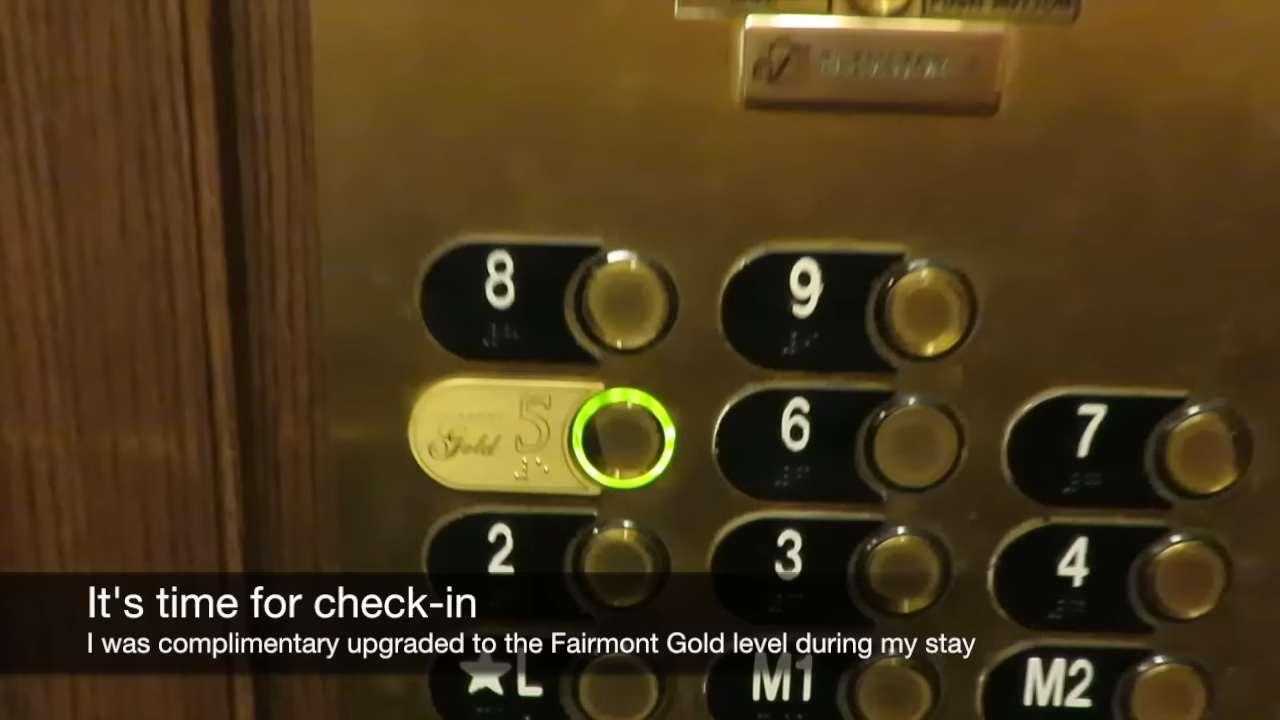 8 9
Gold 5 6 7
2 3 4
It's time for check-in
I was complimentary upgraded to the Fairmont Gold level during my stay
★L M1 M2